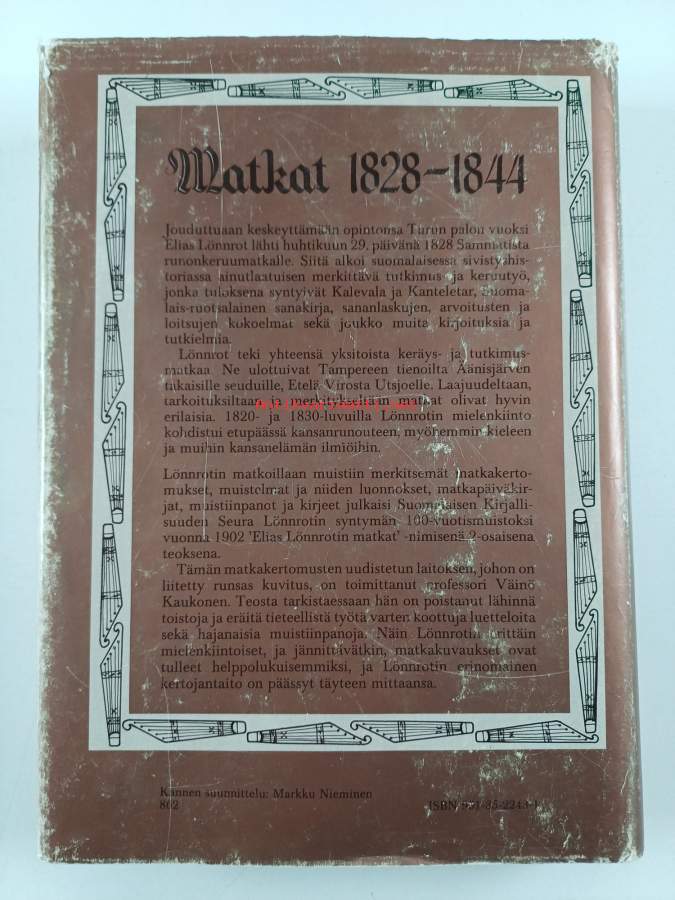 Matkat 1828–1844
Jouduttuaan keskeyttämään opintonsa Turun palon vuoksi
Elias Lönnrot lähti huhtikuun 29. päivänä 1828 Sammatista
runonkeruumatkalle. Siitä alkoi suomalaisessa sivistyshis-
toriassa ainutlaatuisen merkittävä tutkimus- ja keruutyö,
jonka tuloksena syntyivät Kalevala ja Kanteletar, suoma-
lais-ruotsalainen sanakirja, sananlaskujen, arvoitusten ja
loitsujen kokoelmat sekä joukko muita kirjoituksia ja
tutkielmia.
Lönnrot teki yhteensä yksitoista keräys- ja tutkimus-
matkaa. Ne ulottuivat Tampereen tienoilta Äänisjärven
takaisille seuduille, Etelä-Virosta Utsjoelle. Laajuudeltaan,
tarkoituksiltaan ja merkitykseltään matkat olivat hyvin
erilaisia. 1820- ja 1830-luvuilla Lönnrotin mielenkiinto
kohdistui etupäässä kansanrunouteen, myöhemmin kieleen
ja muihin kansanelämän ilmiöihin.
Lönnrotin matkoillaan muistiin merkitsemät matkakerto-
mukset, muistelmat ja niiden luonnokset, matkapäiväkir-
jat, muistiinpanot ja kirjeet julkaisi Suomalaisen Kirjalli-
suuden Seura Lönnrotin syntymän 100-vuotismuistoksi
vuonna 1902 'Elias Lönnrotin matkat' -nimisenä 2-osaisena
teoksena.
Tämän matkakertomusten uudistetun laitoksen, johon on
liitetty runsas kuvitus, on toimittanut professori Väinö
Kaukonen. Teosta tarkistaessaan hän on poistanut lähinnä
toistoja ja eräitä tieteellistä työtä varten koottuja luetteloita
sekä hajanaisia muistiinpanoja. Näin Lönnrotin erittäin
mielenkiintoiset, ja jännittävätkin, matkakuvaukset ovat
tulleet helppolukuisemmiksi, ja Lönnrotin erinomainen
kertojantaito on päässyt täyteen mittaansa.
Kannen suunnittelu: Markku Nieminen
862
ISBN 951-35-2243-1